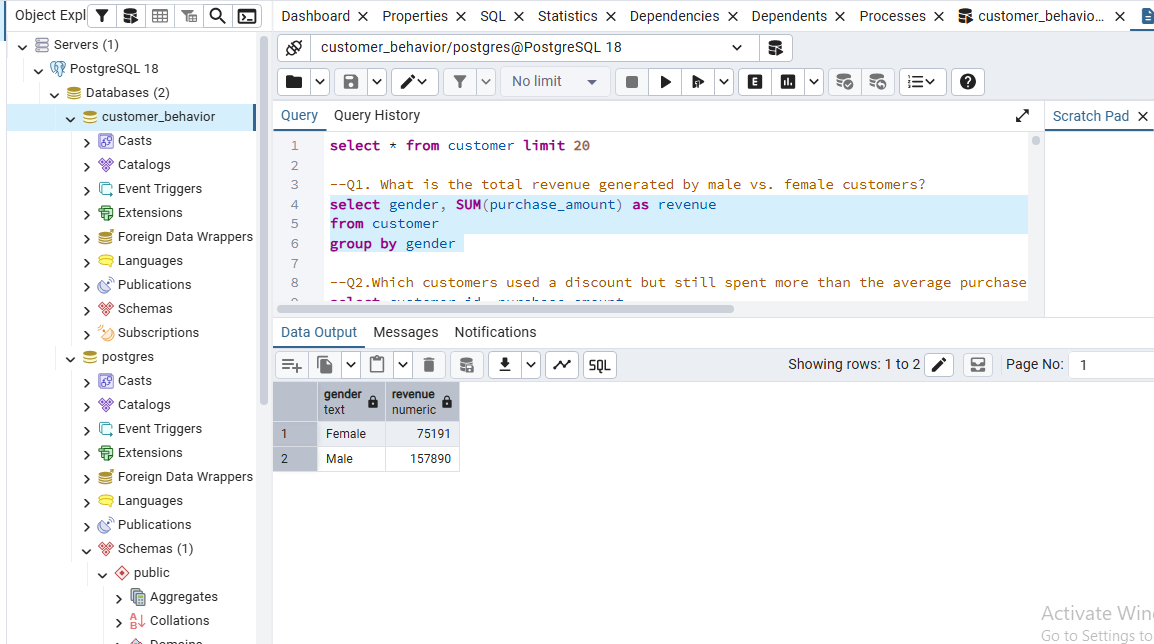 Object Expl
Dashboard
Properties
SQL
Statistics
Dependencies
Dependents
Processes
customer_behavio...
Servers (1)
PostgreSQL 18
Databases (2)
customer_behavior
Casts
Catalogs
Event Triggers
Extensions
Foreign Data Wrappers
Languages
Publications
Schemas
Subscriptions
postgres
Casts
Catalogs
Event Triggers
Extensions
Foreign Data Wrappers
Languages
Publications
Schemas (1)
public
Aggregates
Collations
Domains
customer_behavior/postgres@PostgreSQL 18
No limit
E
Query
Query History
Scratch Pad
1 select * from customer limit 20
2
3 --Q1. What is the total revenue generated by male vs. female customers?
4 select gender, SUM(purchase_amount) as revenue
5 from customer
6 group by gender
7
8 --Q2.Which customers used a discount but still spent more than the average purchase
9 select customer_id, purchase_amount
Data Output
Messages
Notifications
SQL
Showing rows: 1 to 2
Page No: 1
gender revenue
text numeric
1 Female 75191
2 Male 157890
Activate Win
Go to Settings to